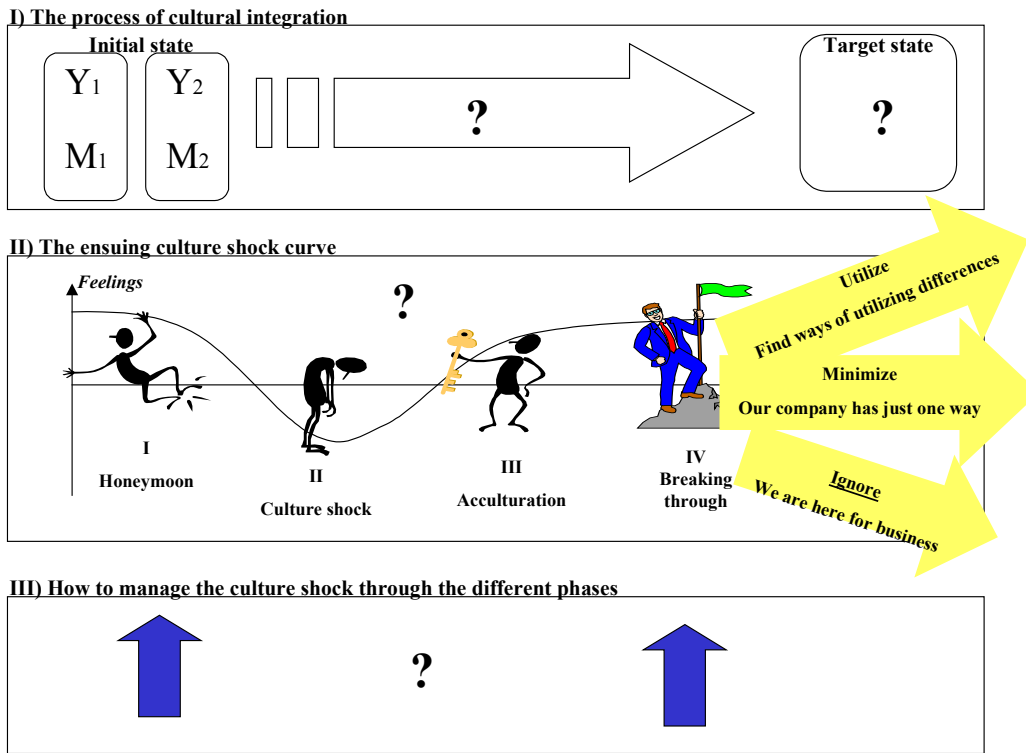 I) The process of cultural integration
Initial state
Target state
Y1
Y2
?
?
M1
M2
II) The ensuing culture shock curve
Feelings
?
Utilize
Find ways of utilizing differences
Minimize
Our company has just one way
I
Honeymoon
II
Culture shock
III
Acculturation
IV
Breaking
through
Ignore
We are here for business
III) How to manage the culture shock through the different phases
?